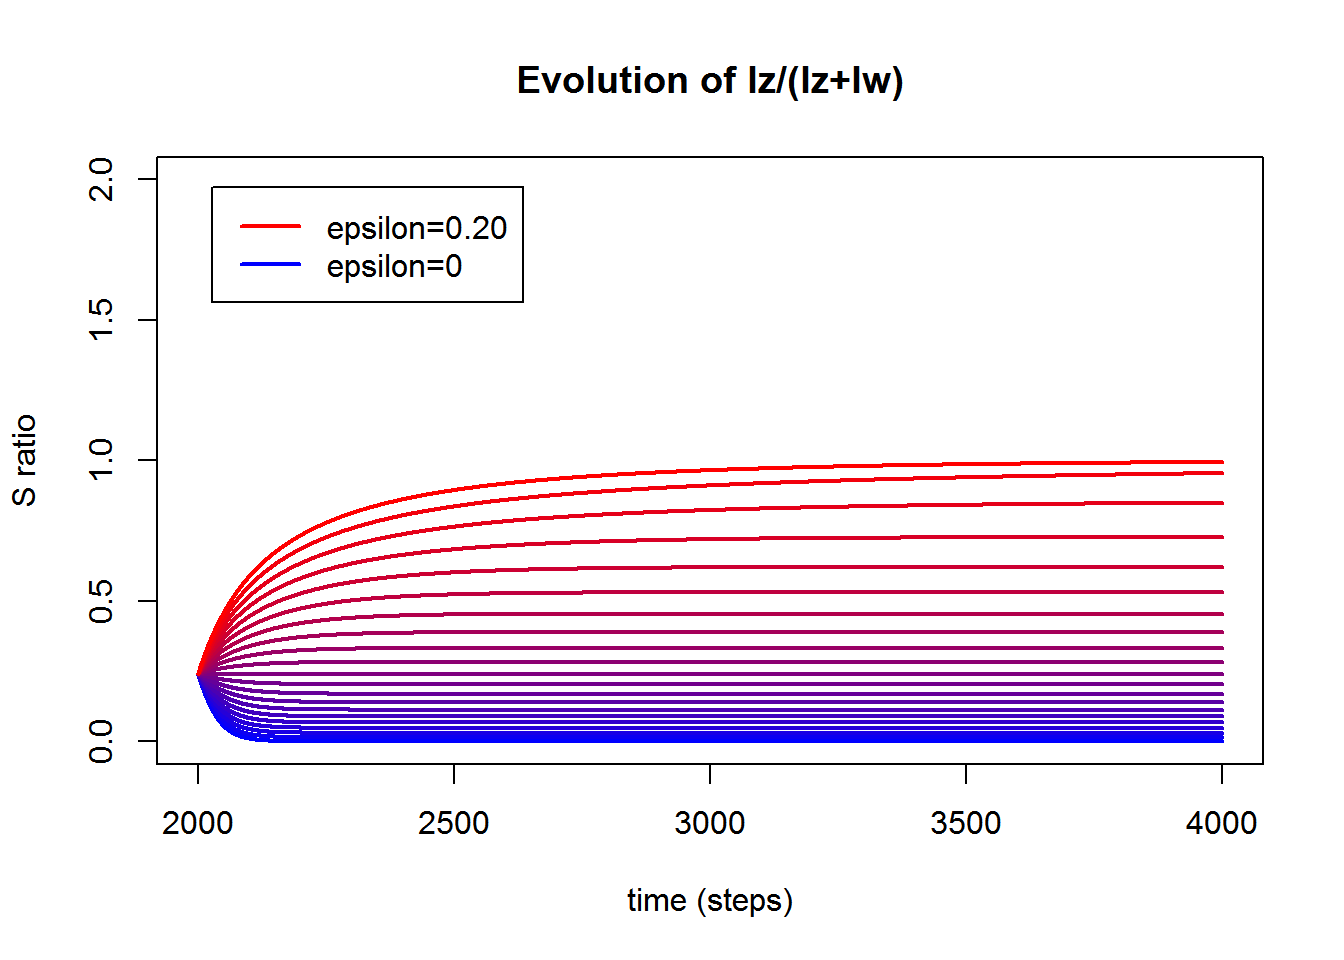 Evolution of Iz/(Iz+Iw)
epsilon=0.20
epsilon=0
2.0
1.5
1.0
0.5
0.0
S ratio
2000 2500 3000 3500 4000
time (steps)